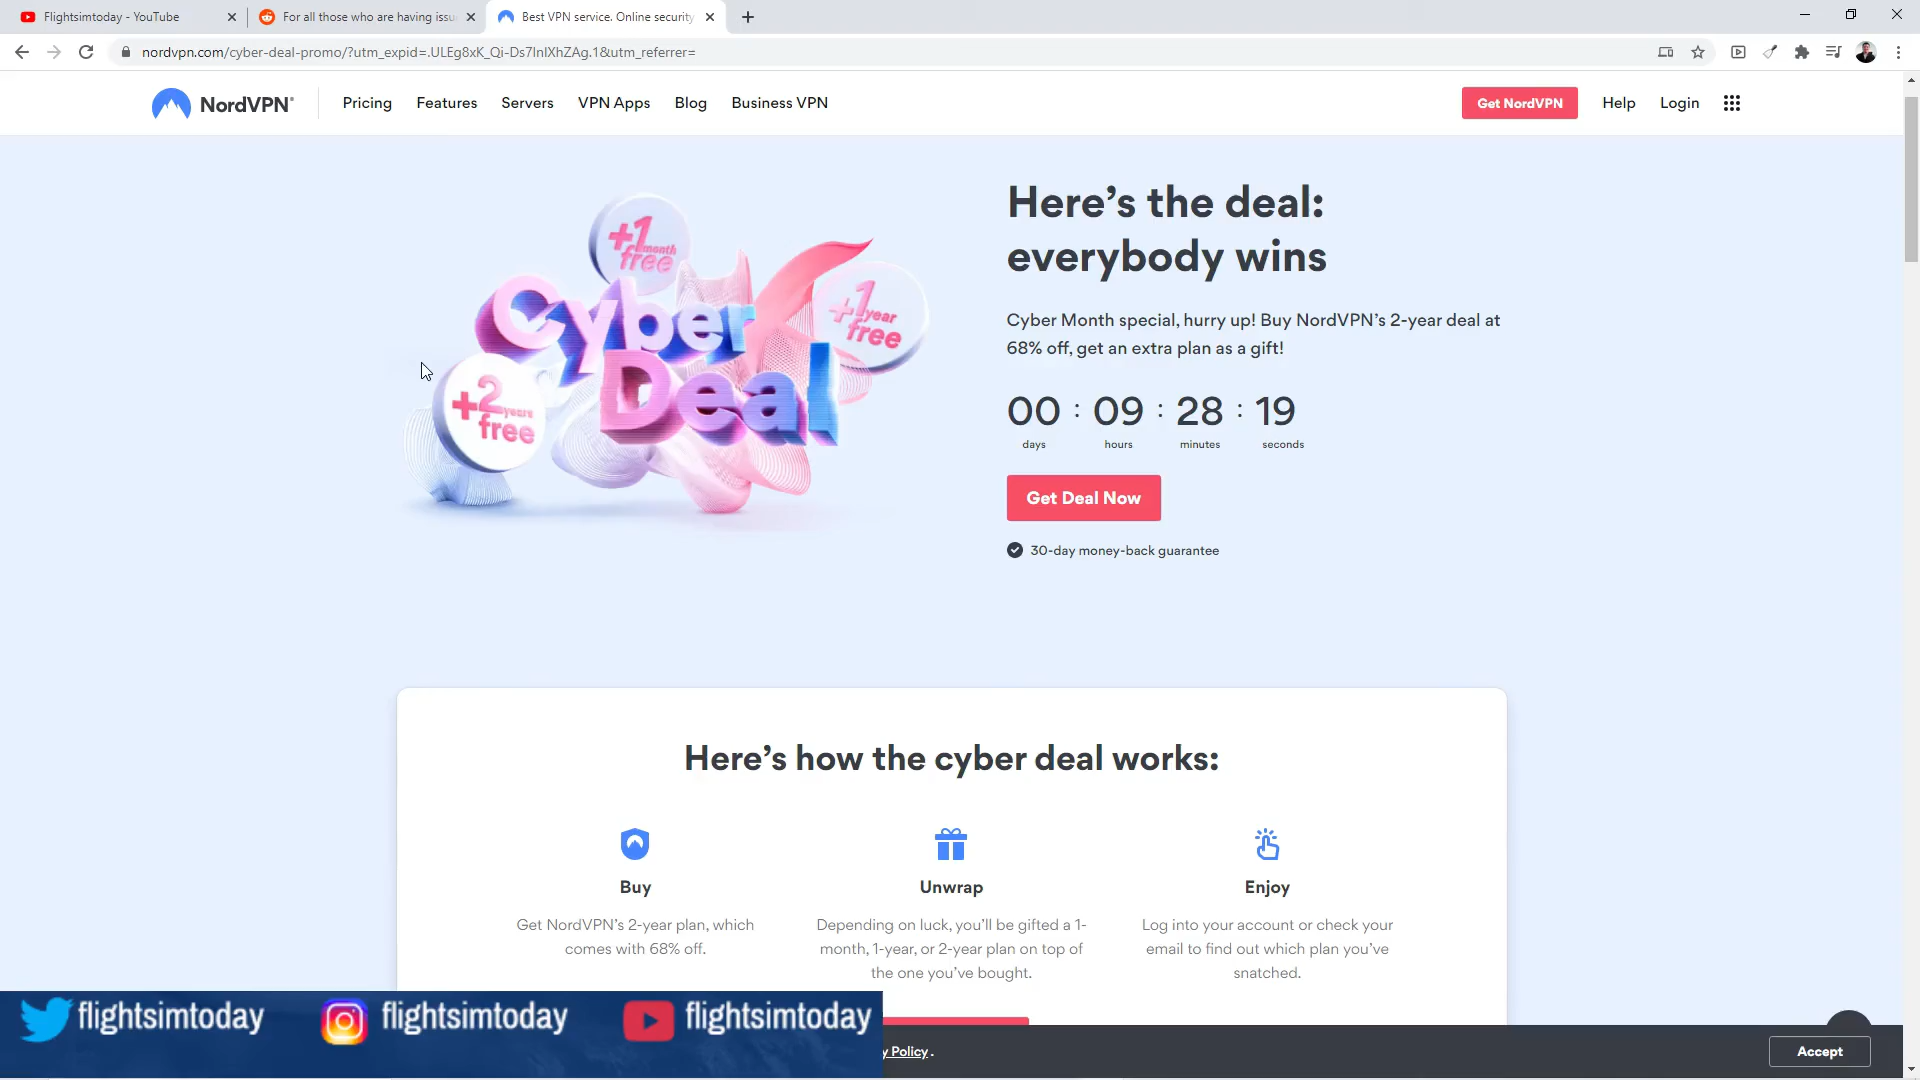 Flightsimtoday - YouTube
For all those who are having issu
Best VPN service. Online security
nordvpn.com/cyber-deal-promo/?utm_expid=.ULEg8xK_Qi-Ds7InlXhZAg.1&utm_referrer=
NordVPN®
Pricing
Features
Servers
VPN Apps
Blog
Business VPN
Get NordVPN
Help
Login
+1 month free
+1 year free
+2 years free
Cyber
Deal
Here's the deal:
everybody wins
Cyber Month special, hurry up! Buy NordVPN's 2-year deal at
68% off, get an extra plan as a gift!
00 : 09 : 28 : 19
days hours minutes seconds
Get Deal Now
30-day money-back guarantee
Here's how the cyber deal works:
Buy
Get NordVPN's 2-year plan, which
comes with 68% off.
Unwrap
Depending on luck, you'll be gifted a 1-
month, 1-year, or 2-year plan on top of
the one you've bought.
Enjoy
Log into your account or check your
email to find out which plan you've
snatched.
flightsimtoday
flightsimtoday
flightsimtoday
y Policy.
Accept